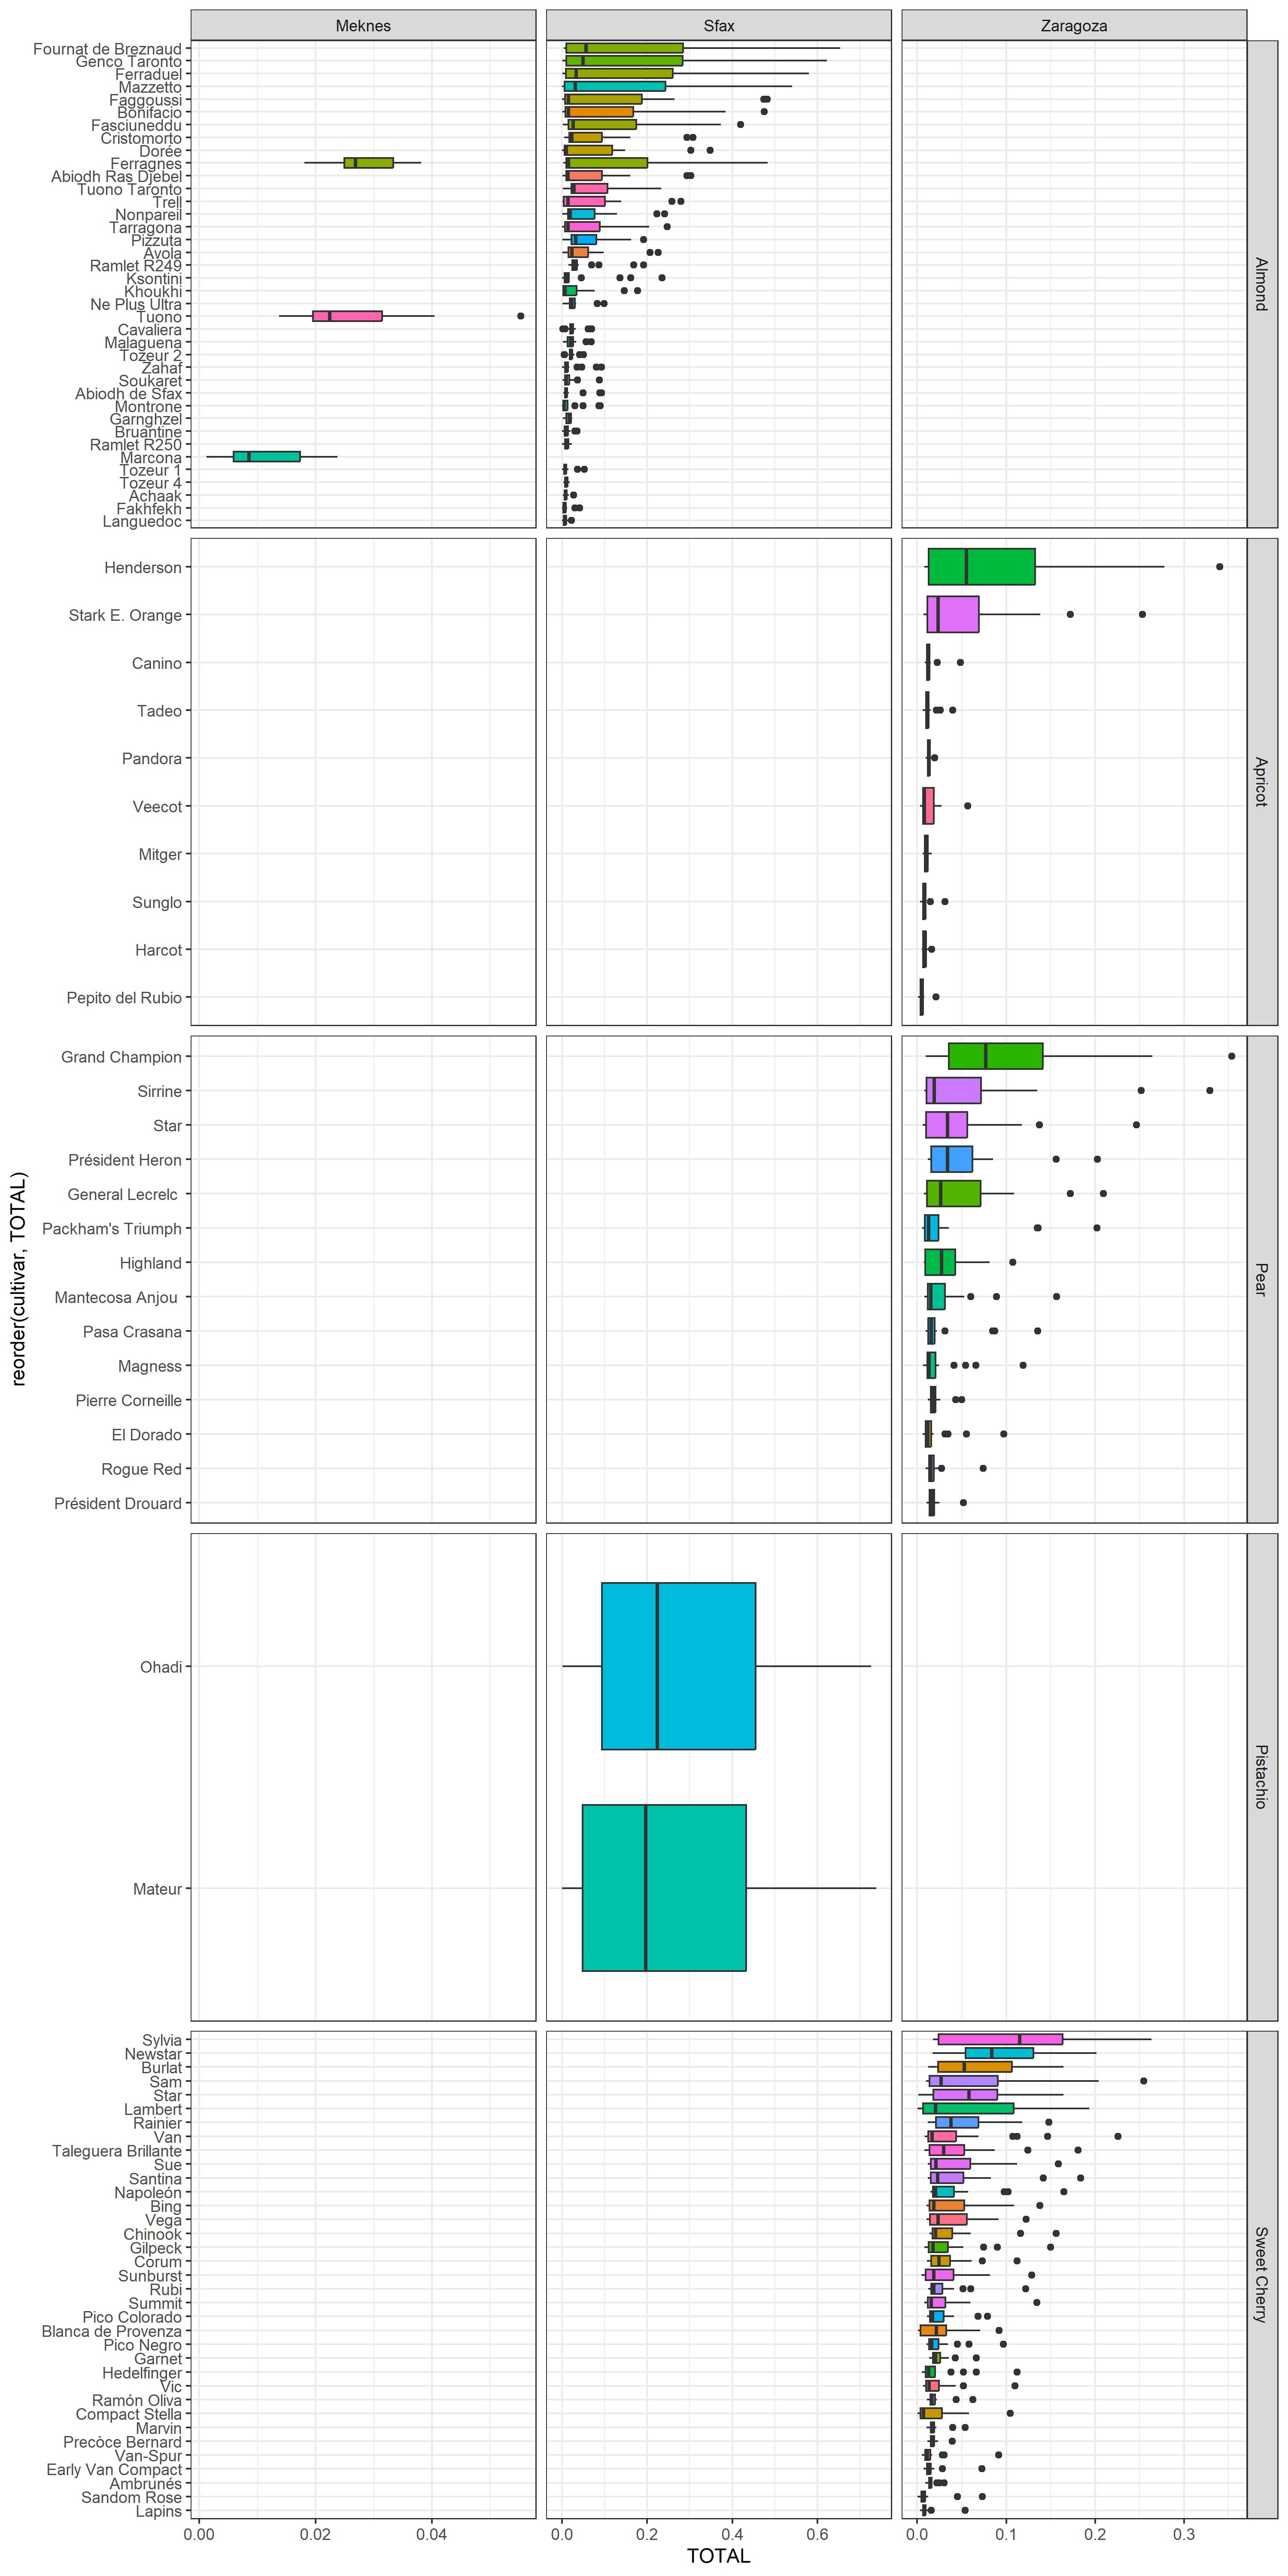 Meknes
Sfax
Zaragoza
Fournat de Breznaud
Genco Taronto
Ferraduel
Mazzetto
Faggoussi
Bonifacio
Fasciuneddu
Cristomorto
Dorée
Ferragnes
Abiodh Ras Djebel
Tuono Taronto
Trell
Nonpareil
Tarragona
Pizzuta
Avola
Ramlet R249
Ksontini
Khoukhi
Ne Plus Ultra
Tuono
Cavaliera
Malaguena
Tozeur 2
Zahaf
Soukaret
Abiodh de Sfax
Montrone
Garnghzel
Bruantine
Ramlet R250
Marcona
Tozeur 1
Tozeur 4
Achaak
Fakhfekh
Languedoc
Almond
Henderson
Stark E. Orange
Canino
Tadeo
Pandora
Veecot
Mitger
Sunglo
Harcot
Pepito del Rubio
Apricot
Grand Champion
Sirrine
Star
Président Heron
General Lecrelc
Packham's Triumph
Highland
Mantecosa Anjou
Pasa Crasana
Magness
Pierre Corneille
El Dorado
Rogue Red
Président Drouard
Pear
reorder(cultivar, TOTAL)
Ohadi
Mateur
Pistachio
Sylvia
Newstar
Burlat
Sam
Star
Lambert
Rainier
Van
Taleguera Brillante
Sue
Santina
Napoleón
Bing
Vega
Chinook
Gilpeck
Corum
Sunburst
Rubi
Summit
Pico Colorado
Blanca de Provenza
Pico Negro
Garnet
Hedelfinger
Vic
Ramón Oliva
Compact Stella
Marvin
Precòce Bernard
Van-Spur
Early Van Compact
Ambrunés
Sandom Rose
Lapins
Sweet Cherry
0.00 0.02 0.04
0.0 0.2 0.4 0.6
0.0 0.1 0.2 0.3
TOTAL